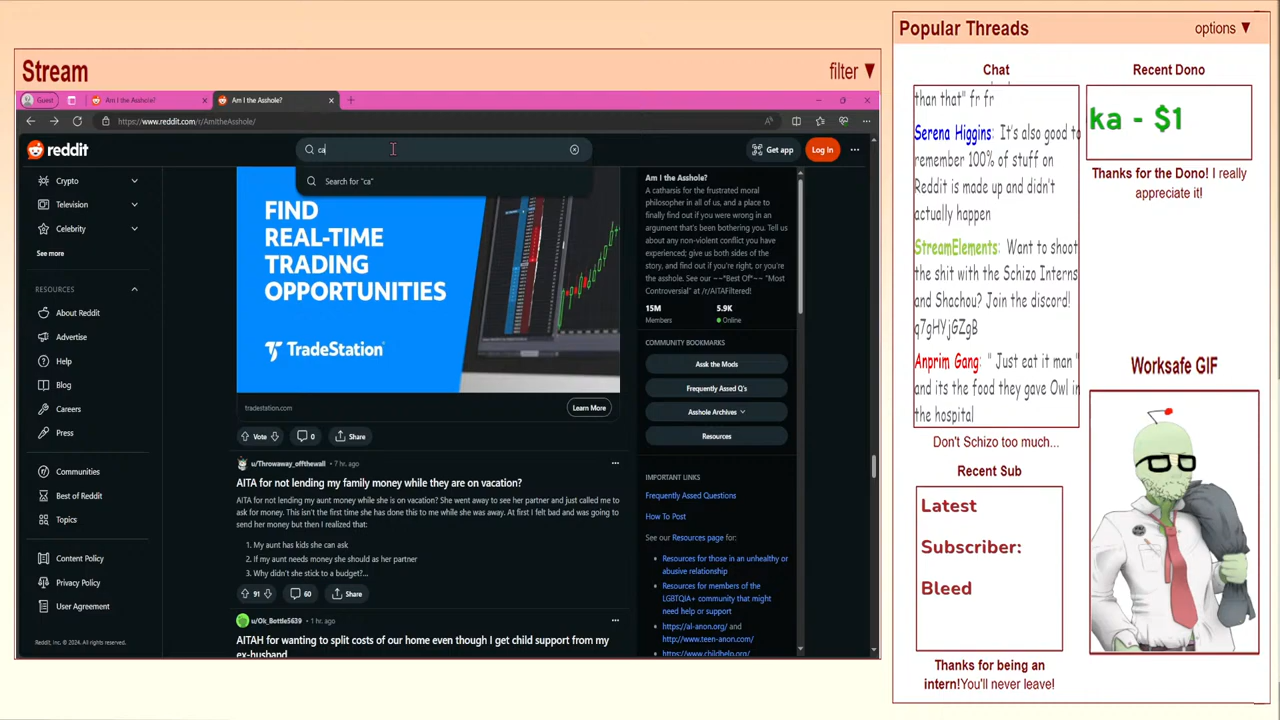 Stream
filter ▼
Guest
Am I the Asshole?
Am I the Asshole?
https://www.reddit.com/r/AmItheAsshole/
reddit
ca
Get app
Log In
Search for "ca"
Crypto
Television
Celebrity
See more
RESOURCES
About Reddit
Advertise
Help
Blog
Careers
Press
Communities
Best of Reddit
Topics
Content Policy
Privacy Policy
User Agreement
Reddit, Inc. © 2024. All rights reserved.
FIND
REAL-TIME
TRADING
OPPORTUNITIES
TradeStation
tradestation.com
Learn More
Vote
0
Share
u/Throwaway_offthewall · 7 hr. ago
AITA for not lending my family money while they are on vacation?
AITA for not lending my aunt money while she is on vacation? She went away to see her partner and just called me to
ask for money. This isn't the first time she has done this to me while she was away. At first I felt bad and was going to
send her money but then I realized that:
1. My aunt has kids she can ask
2. If my aunt needs money she should as her partner
3. Why didn't she stick to a budget?...
91
60
Share
u/Ok_Bottle5639 · 1 hr. ago
AITAH for wanting to split costs of our home even though I get child support from my
ex-husband
Am I the Asshole?
A catharsis for the frustrated moral
philosopher in all of us, and a place to
finally find out if you were wrong in an
argument that's been bothering you. Tell us
about any non-violent conflict you have
experienced; give us both sides of the
story, and find out if you're right, or you're
the asshole. See our ~~*Best Of*~~ "Most
Controversial" at /r/AITAFiltered!
15M
Members
5.9K
Online
COMMUNITY BOOKMARKS
Assk the Mods
Frequently Assed Q's
Asshole Archives
Resources
IMPORTANT LINKS
Frequently Assed Questions
How To Post
See our Resources page for:
Resources for those in an unhealthy or
abusive relationship
Resources for members of the
LGBTQIA+ community that might
need help or support
https://al-anon.org/ and
http://www.teen-anon.com/
https://www.childhelp.org/
Popular Threads
options ▼
Chat
than that" fr fr
Serena Higgins: It's also good to
remember 100% of stuff on
Reddit is made up and didn't
actually happen
StreamElements: Want to shoot
the shit with the Schizo Interns
and Shachou? Join the discord!
q7gHYjGZgB
Anprim Gang: " Just eat it man "
and its the food they gave Owl in
the hospital
Don't Schizo too much...
Recent Sub
Latest
Subscriber:
Bleed
Thanks for being an
intern!You'll never leave!
Recent Dono
ka - $1
Thanks for the Dono! I really
appreciate it!
Worksafe GIF